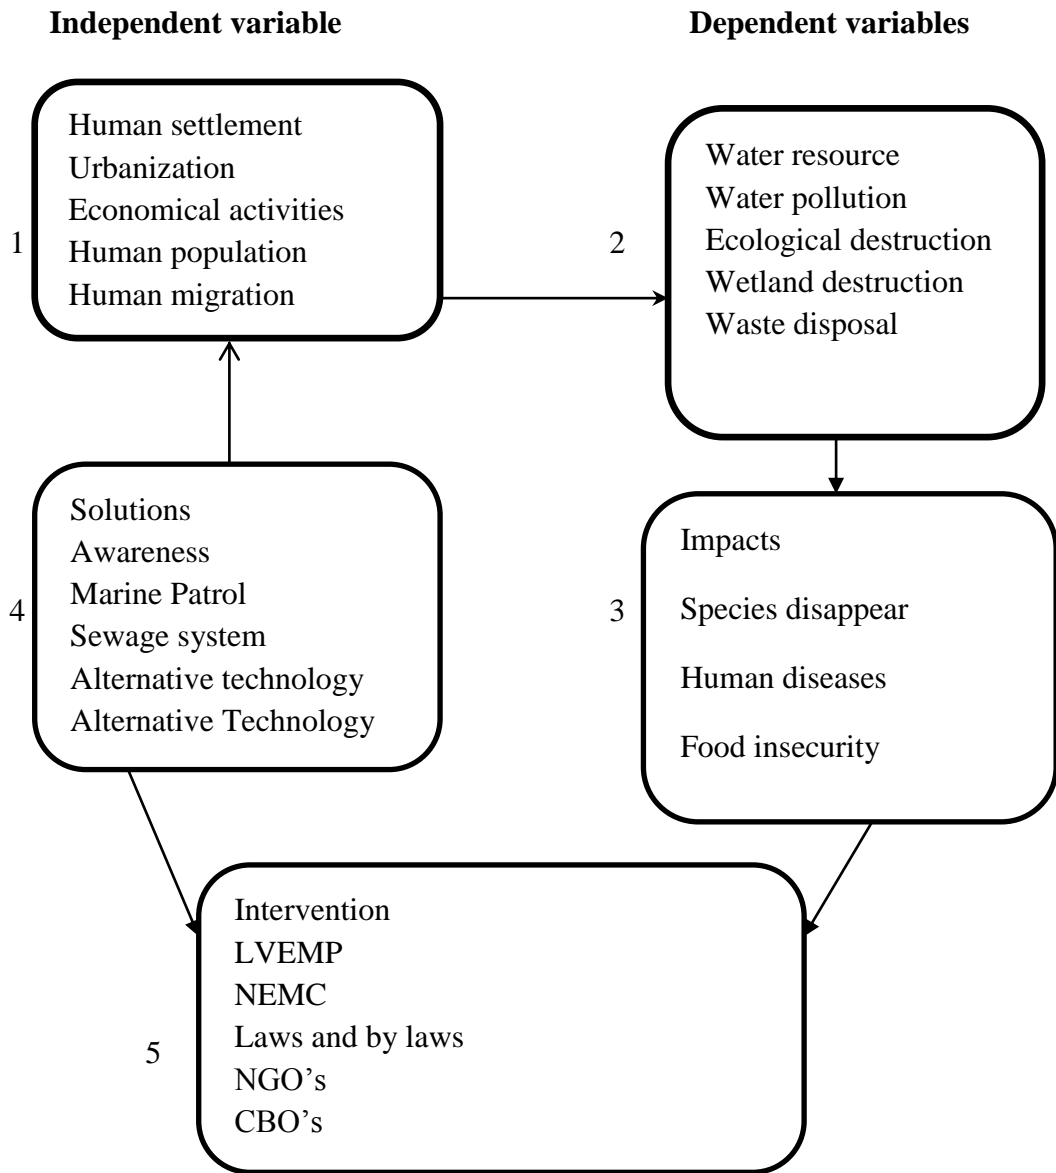 Independent variable
Dependent variables
1
Human settlement
Urbanization
Economical activities
Human population
Human migration
2
Water resource
Water pollution
Ecological destruction
Wetland destruction
Waste disposal
4
Solutions
Awareness
Marine Patrol
Sewage system
Alternative technology
Alternative Technology
3
Impacts
Species disappear
Human diseases
Food insecurity
5
Intervention
LVEMP
NEMC
Laws and by laws
NGO’s
CBO’s